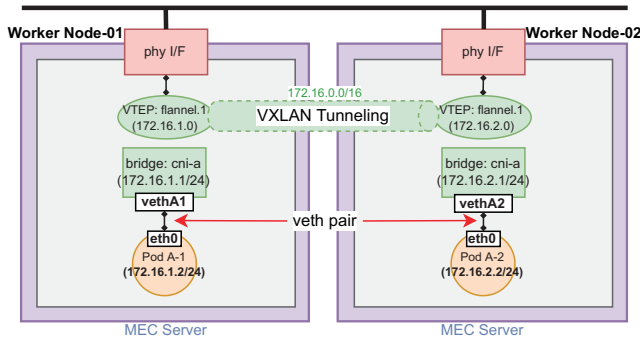 Worker Node-01
Worker Node-02
phy I/F
phy I/F
172.16.0.0/16
VTEP: flannel.1
(172.16.1.0)
VXLAN Tunneling
VTEP: flannel.1
(172.16.2.0)
bridge: cni-a
(172.16.1.1/24)
bridge: cni-a
(172.16.2.1/24)
vethA1
vethA2
veth pair
eth0
eth0
Pod A-1
(172.16.1.2/24)
Pod A-2
(172.16.2.2/24)
MEC Server
MEC Server